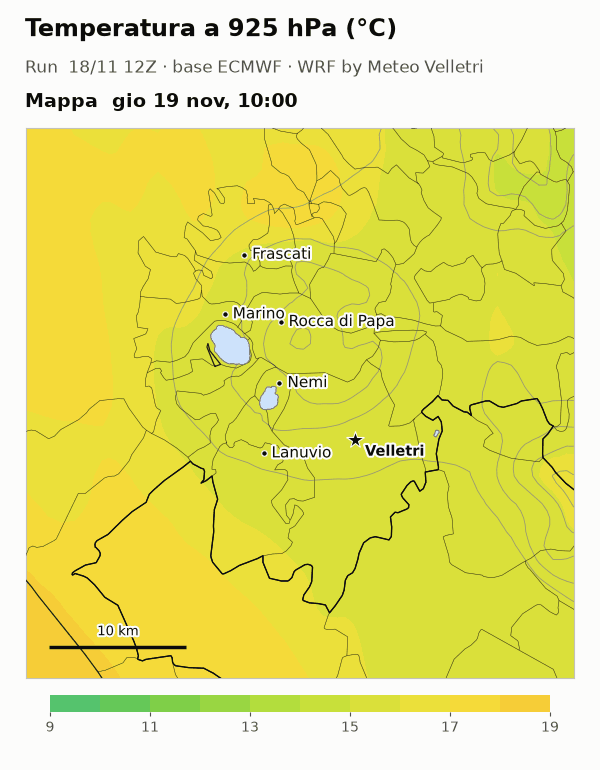 Temperatura a 925 hPa (°C)
Run  18/11 12Z · base ECMWF · WRF by Meteo Velletri
Mappa  gio 19 nov, 10:00
Frascati
Marino
Rocca di Papa
Nemi
Velletri
Lanuvio
10 km
9 11 13 15 17 19